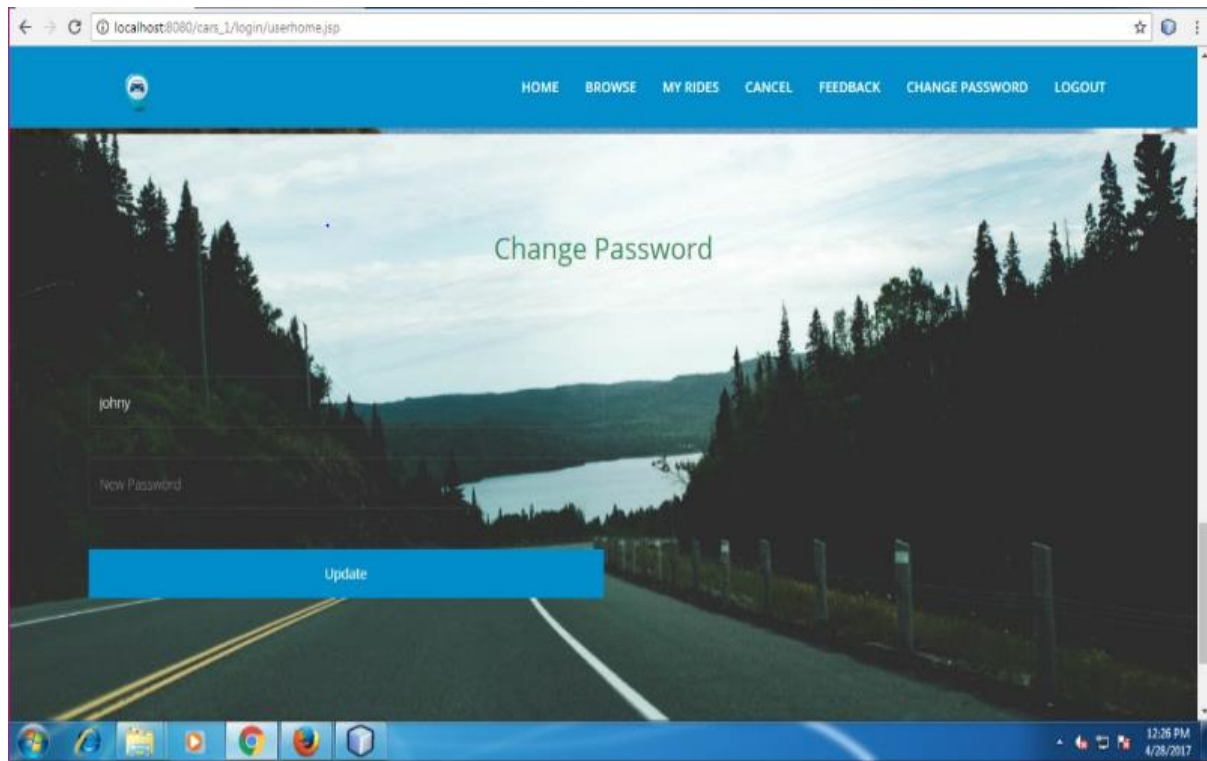 localhost:8080/cars_1/login/userhome.jsp
HOME BROWSE MY RIDES CANCEL FEEDBACK CHANGE PASSWORD LOGOUT
Change Password
johny
New Password
Update
12:26 PM
4/28/2017